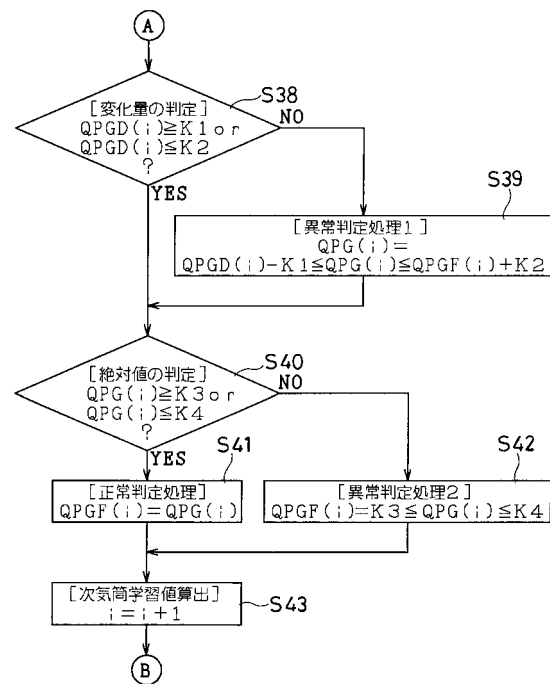 A
S38
[変化量の判定]
QPGD(i)≧K1or
QPGD(i)≦K2
?
NO
YES
S39
[異常判定処理1]
QPG(i)=
QPGD(i)-K1≦QPG(i)≦QPGF(i)+K2
S40
[絶対値の判定]
QPG(i)≧K3or
QPG(i)≦K4
?
NO
YES
S41
[正常判定処理]
QPGF(i)=QPG(i)
S42
[異常判定処理2]
QPGF(i)=K3≦QPG(i)≦K4
[次気筒学習値算出]
i=i+1
S43
B